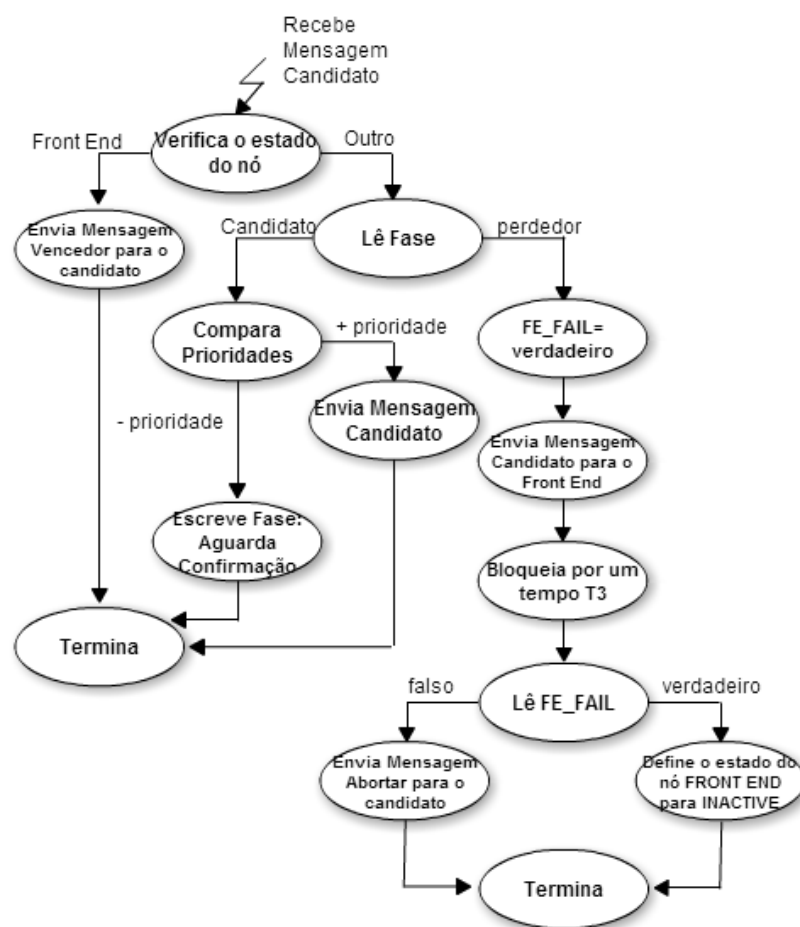 Recebe
Mensagem
Candidato
Front End
Verifica o estado
do nó
Outro
Envia Mensagem
Vencedor para o
candidato
Candidato
Lê Fase
perdedor
Compara
Prioridades
+ prioridade
FE_FAIL=
verdadeiro
- prioridade
Envia Mensagem
Candidato
Envia Mensagem
Candidato para o
Front End
Escreve Fase:
Aguarda
Confirmação
Bloqueia por um
tempo T3
Termina
falso
Lê FE_FAIL
verdadeiro
Envia Mensagem
Abortar para o
candidato
Define o estado do
nó FRONT END
para INACTIVE
Termina